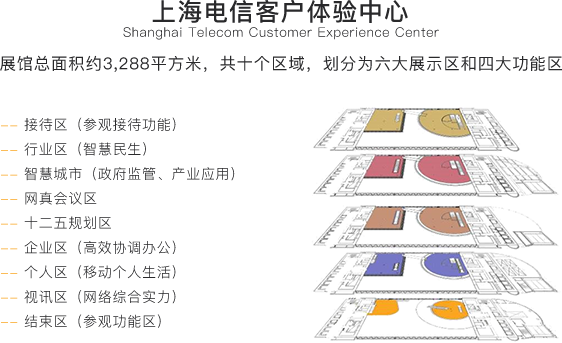 上海电信客户体验中心
Shanghai Telecom Customer Experience Center
展馆总面积约3,288平方米，共十个区域，划分为六大展示区和四大功能区
接待区（参观接待功能）
行业区（智慧民生）
智慧城市（政府监管、产业应用）
网真会议区
十二五规划区
企业区（高效协调办公）
个人区（移动个人生活）
视讯区（网络综合实力）
结束区（参观功能区）